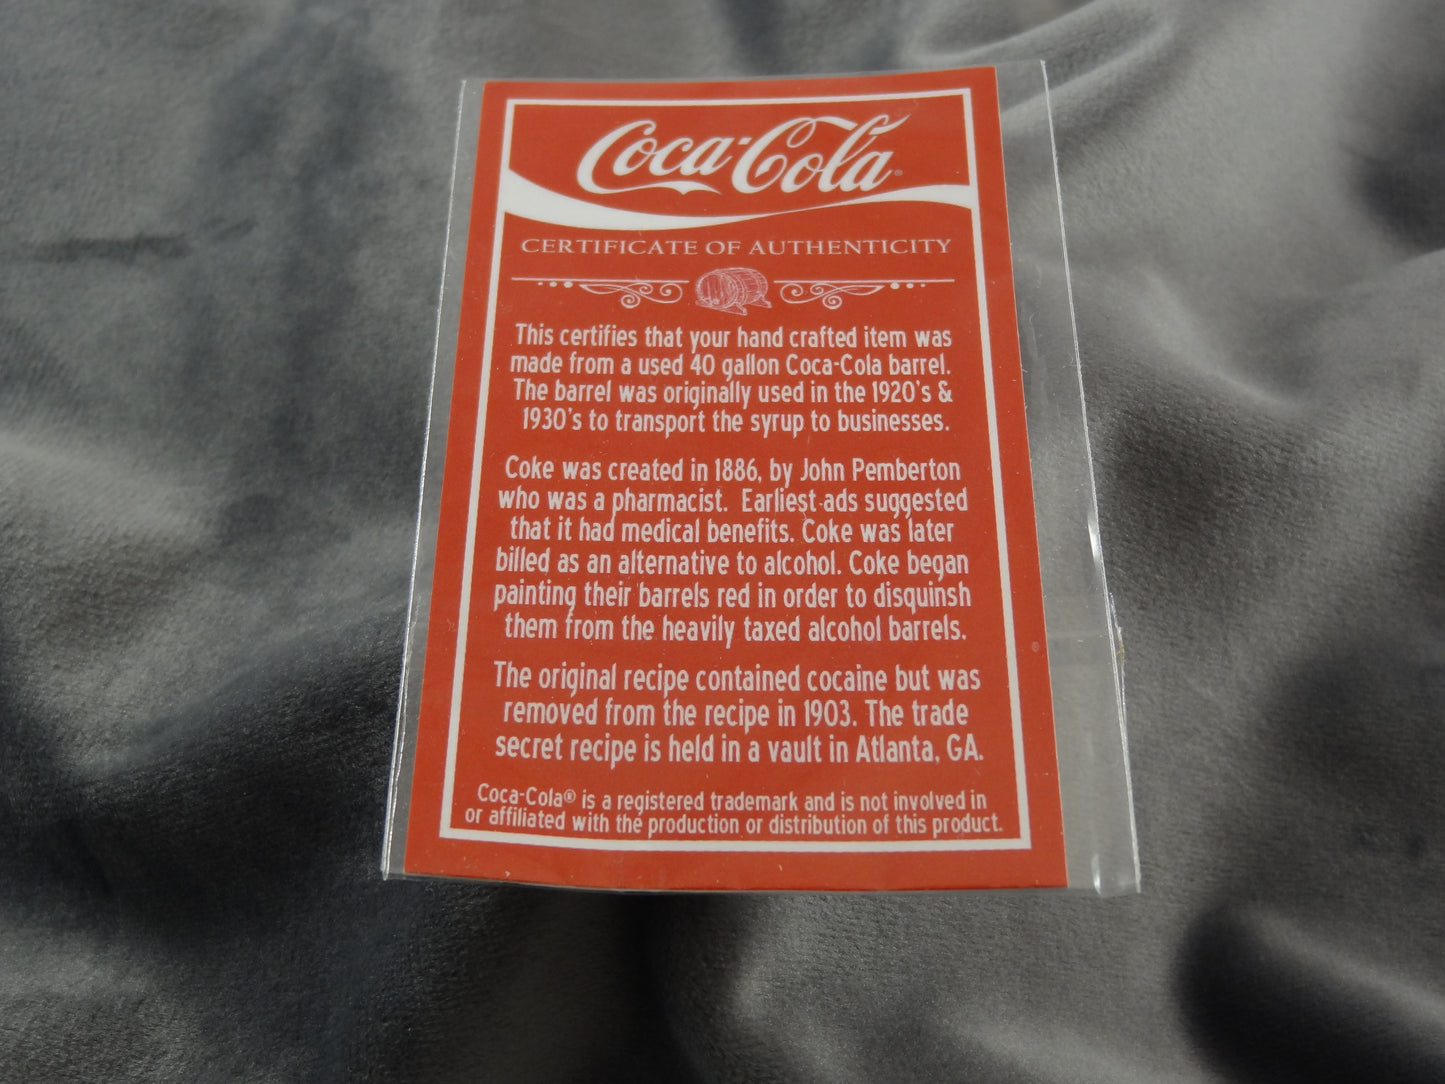 Coca-Cola®
CERTIFICATE OF AUTHENTICITY
This certifies that your hand crafted item was
made from a used 40 gallon Coca-Cola barrel.
The barrel was originally used in the 1920's &
1930's to transport the syrup to businesses.
Coke was created in 1886, by John Pemberton
who was a pharmacist. Earliest ads suggested
that it had medical benefits. Coke was later
billed as an alternative to alcohol. Coke began
painting their barrels red in order to disquinsh
them from the heavily taxed alcohol barrels.
The original recipe contained cocaine but was
removed from the recipe in 1903. The trade
secret recipe is held in a vault in Atlanta, GA.
Coca-Cola® is a registered trademark and is not involved in
or affiliated with the production or distribution of this product.